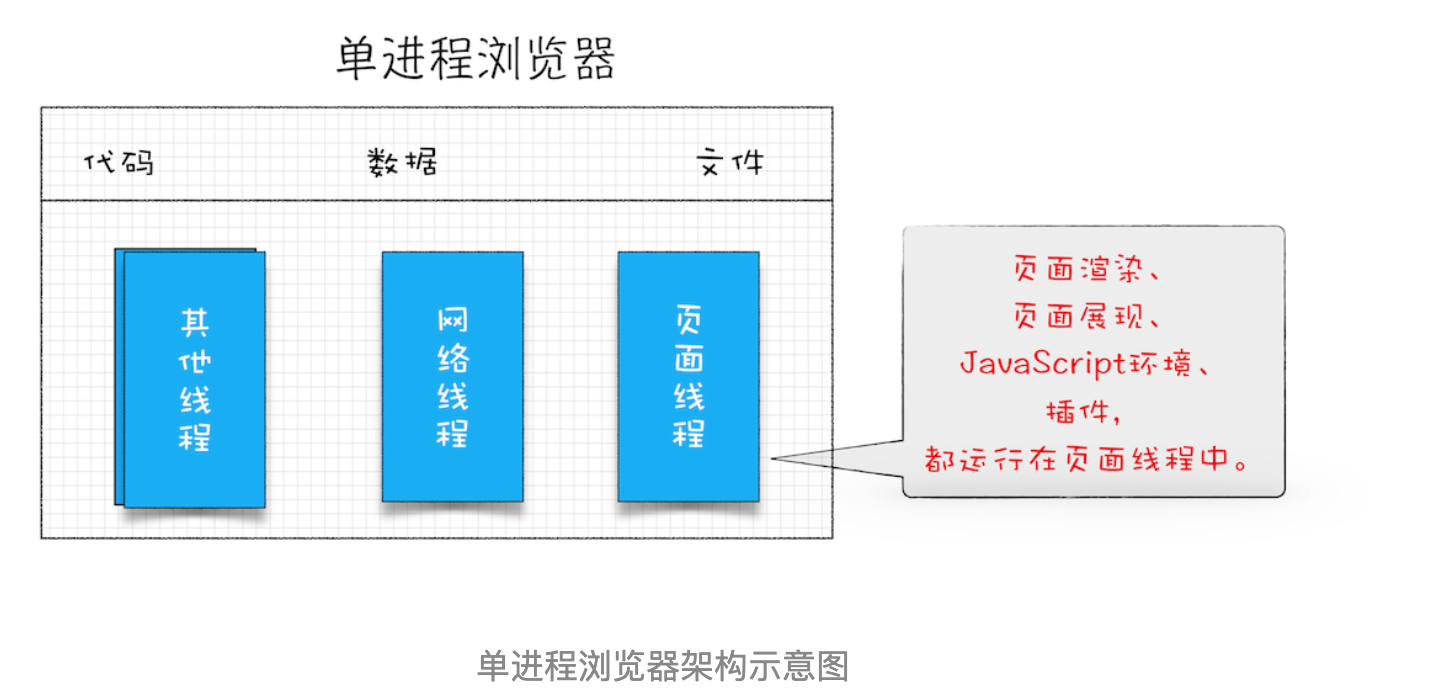 单进程浏览器
代码 数据 文件
其他线程
网络线程
页面线程
页面渲染、
页面展现、
JavaScript环境、
插件,
都运行在页面线程中。
单进程浏览器架构示意图